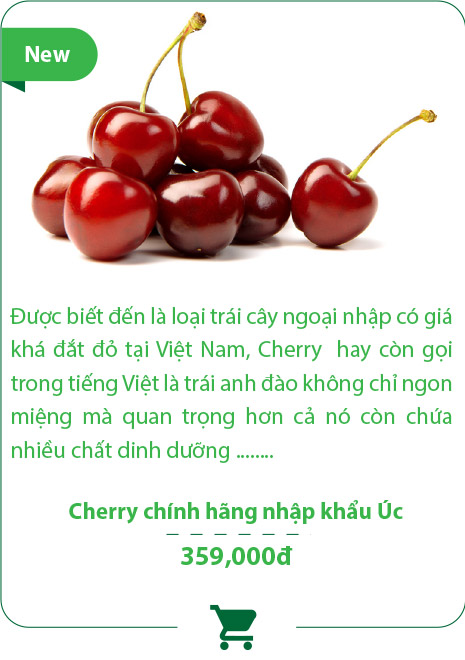 New
Được biết đến là loại trái cây ngoại nhập có giá
khá đắt đỏ tại Việt Nam, Cherry hay còn gọi
trong tiếng Việt là trái anh đào không chỉ ngon
miệng mà quan trọng hơn cả nó còn chứa
nhiều chất dinh dưỡng ........
Cherry chính hãng nhập khẩu Úc
359,000đ